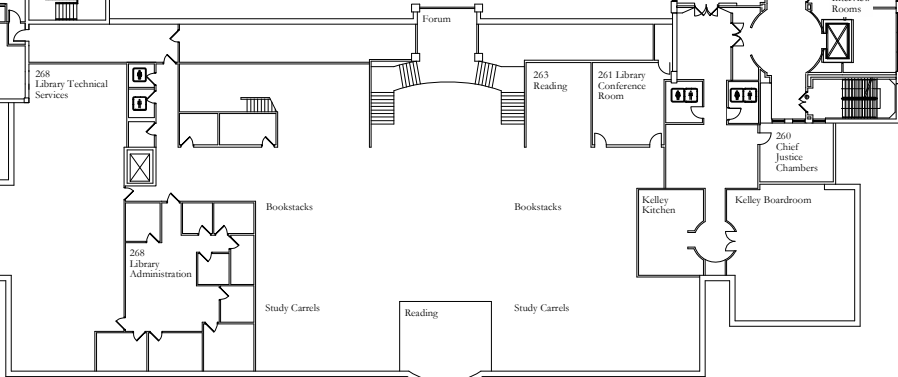 Rooms
Forum
268
Library Technical
Services
263
Reading
261 Library
Conference
Room
260
Chief
Justice
Chambers
Bookstacks
Bookstacks
Kelley
Kitchen
Kelley Boardroom
268
Library
Administration
Study Carrels
Reading
Study Carrels